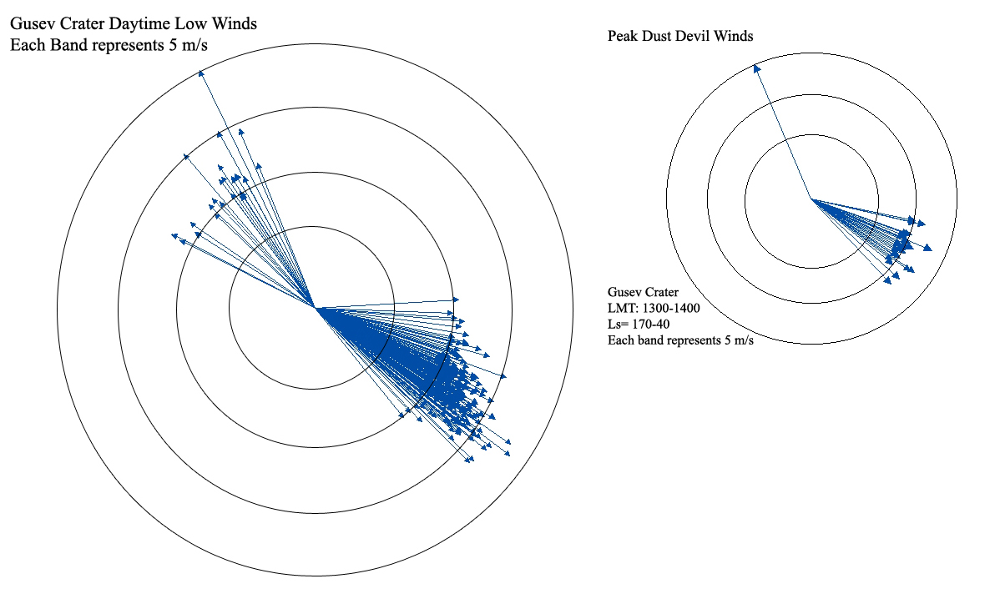 Gusev Crater Daytime Low Winds
Each Band represents 5 m/s
Peak Dust Devil Winds
Gusev Crater
LMT: 1300-1400
Ls= 170-40
Each band represents 5 m/s